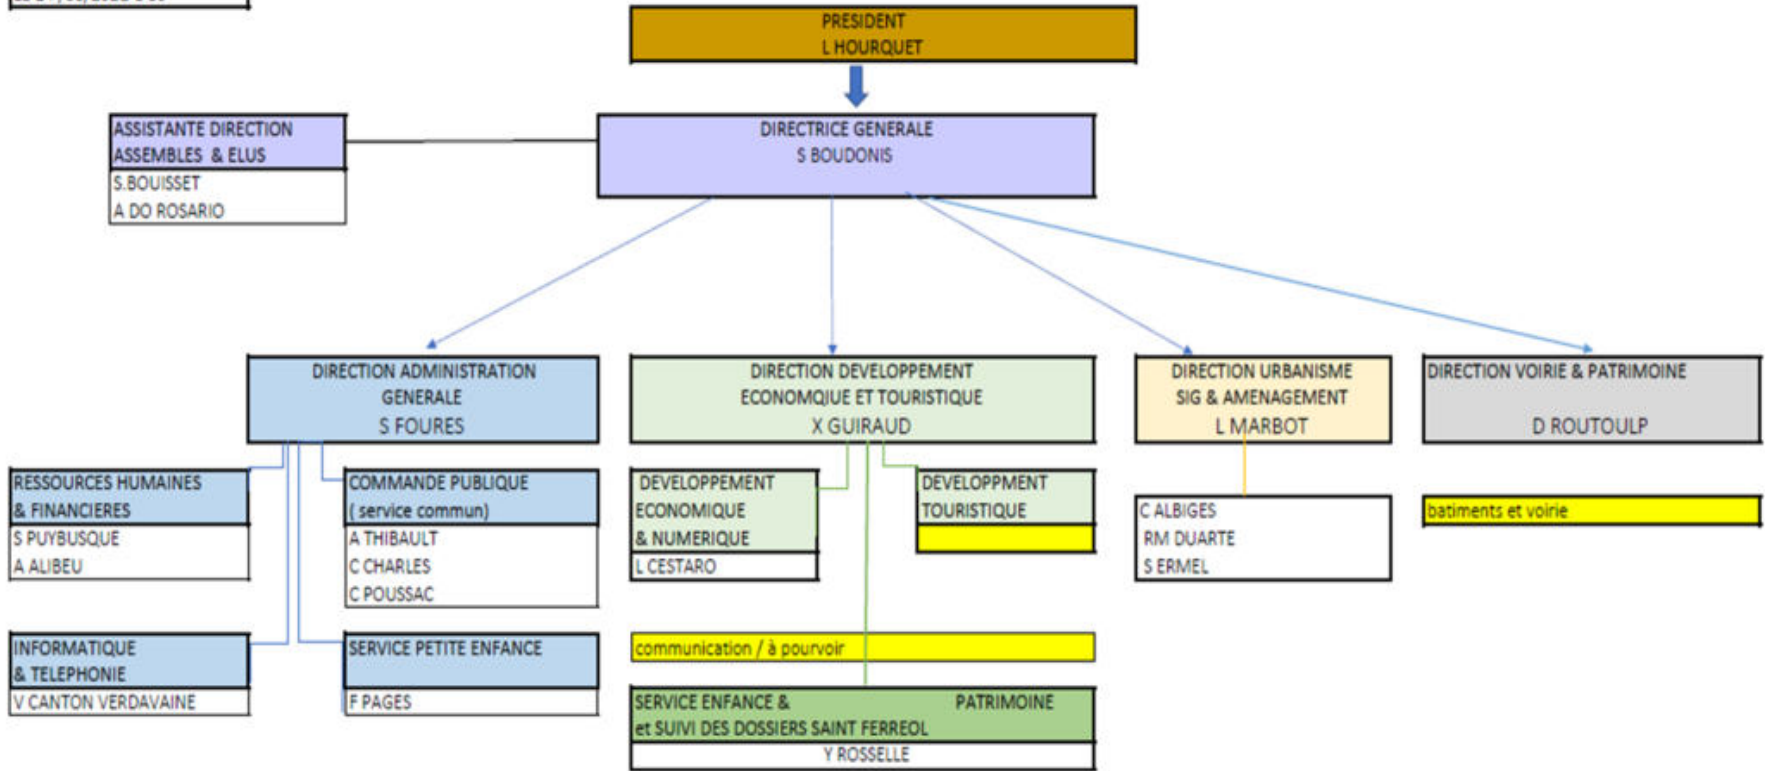 PRESIDENT
L HOURQUET
ASSISTANTE DIRECTION
ASSEMBLES & ELUS
S.BOUISSET
A DO ROSARIO
DIRECTRICE GENERALE
S BOUDONIS
DIRECTION ADMINISTRATION
GENERALE
S FOURES
DIRECTION DEVELOPPEMENT
ECONOMQIUE ET TOURISTIQUE
X GUIRAUD
DIRECTION URBANISME
SIG & AMENAGEMENT
L MARBOT
DIRECTION VOIRIE & PATRIMOINE
D ROUTOULP
RESSOURCES HUMAINES
& FINANCIERES
S PUYBUSQUE
A ALIBEU
COMMANDE PUBLIQUE
( service commun)
A THIBAULT
C CHARLES
C POUSSAC
DEVELOPPEMENT
ECONOMIQUE
& NUMERIQUE
L CESTARO
DEVELOPPMENT
TOURISTIQUE
C ALBIGES
RM DUARTE
S ERMEL
batiments et voirie
INFORMATIQUE
& TELEPHONIE
V CANTON VERDAVAINE
SERVICE PETITE ENFANCE
F PAGES
communication / à pourvoir
SERVICE ENFANCE & PATRIMOINE
et SUIVI DES DOSSIERS SAINT FERREOL
Y ROSSELLE